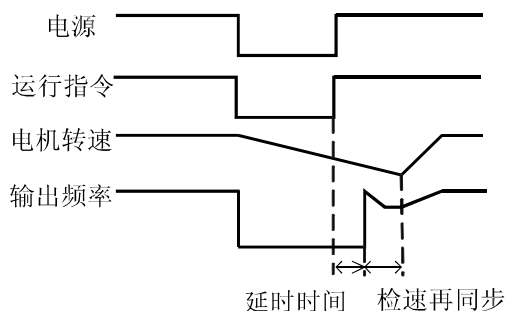 电源
运行指令
电机转速
输出频率
延时时间
检速再同步